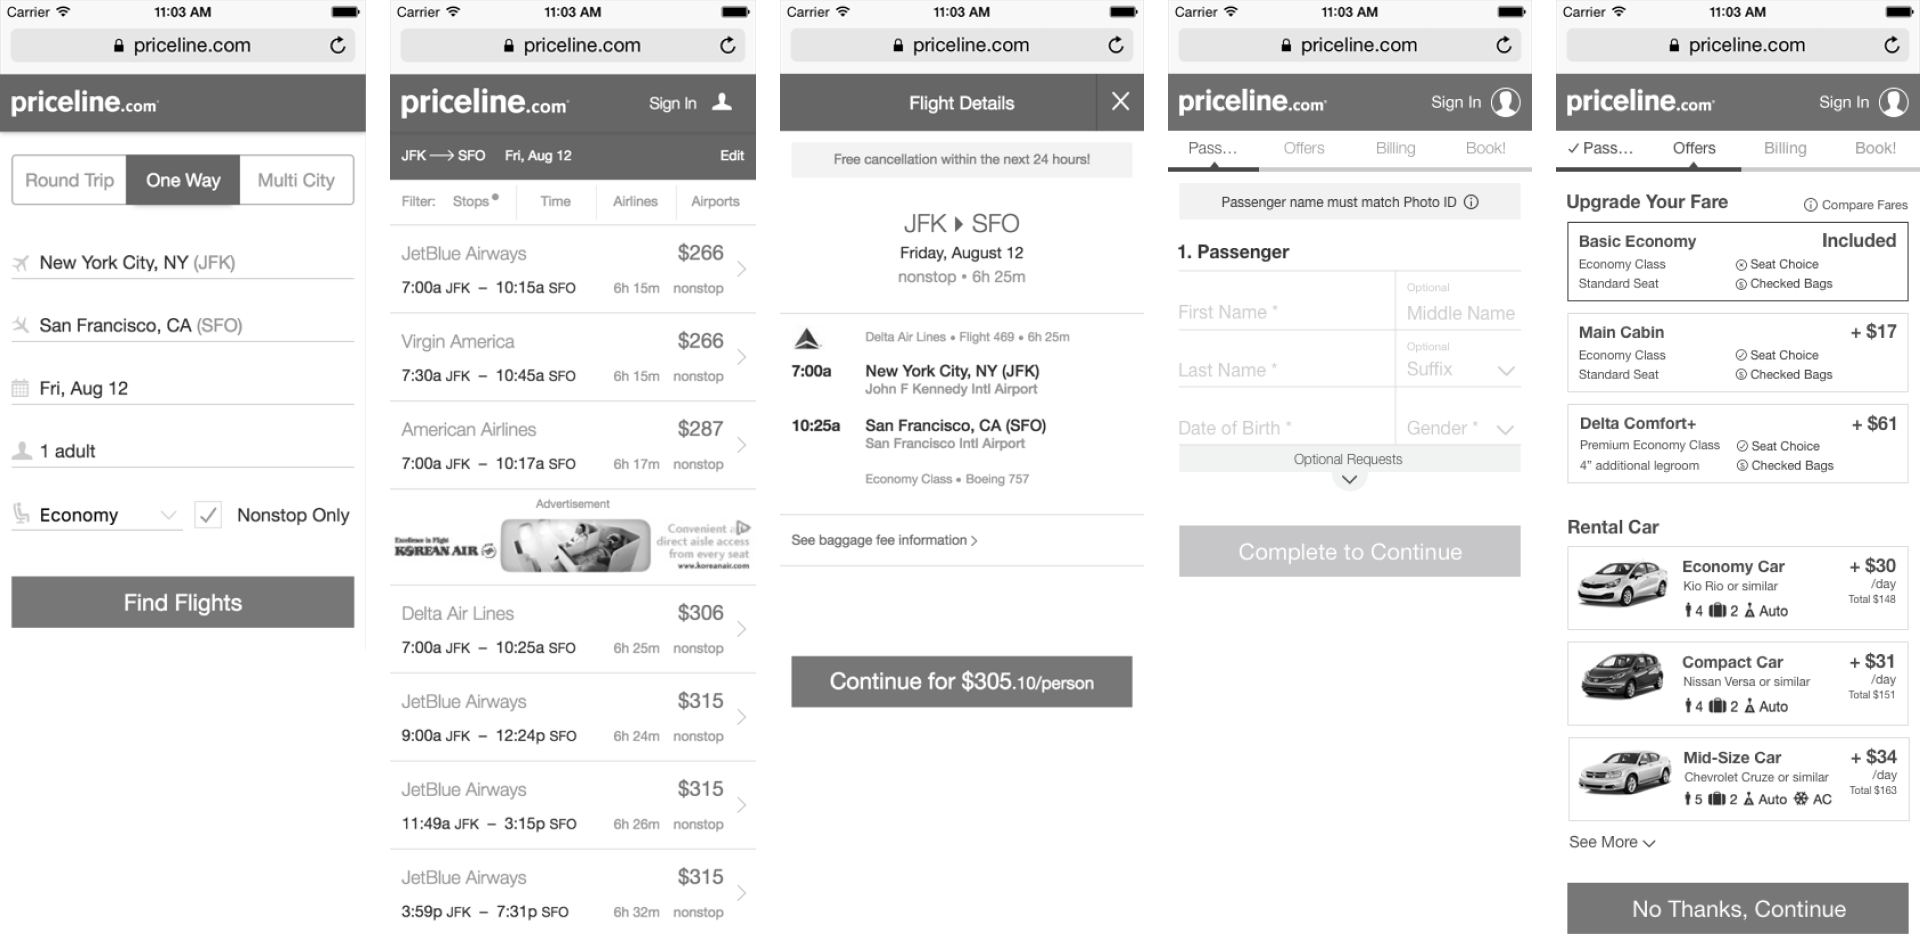 Carrier 11:03 AM
priceline.com
priceline.com
Round Trip One Way Multi City
New York City, NY (JFK)
San Francisco, CA (SFO)
Fri, Aug 12
1 adult
Economy Nonstop Only
Find Flights
Carrier 11:03 AM
priceline.com
priceline.com Sign In
JFK → SFO Fri, Aug 12 Edit
Filter: Stops Time Airlines Airports
JetBlue Airways $266
7:00a JFK – 10:15a SFO 6h 15m nonstop
Virgin America $266
7:30a JFK – 10:45a SFO 6h 15m nonstop
American Airlines $287
7:00a JFK – 10:17a SFO 6h 17m nonstop
Advertisement
Excellence in Flight
KOREAN AIR
Convenient
direct aisle access
from every seat
www.koreanair.com
Delta Air Lines $306
7:00a JFK – 10:25a SFO 6h 25m nonstop
JetBlue Airways $315
9:00a JFK – 12:24p SFO 6h 24m nonstop
JetBlue Airways $315
11:49a JFK – 3:15p SFO 6h 26m nonstop
JetBlue Airways $315
3:59p JFK – 7:31p SFO 6h 32m nonstop
Carrier 11:03 AM
priceline.com
Flight Details
Free cancellation within the next 24 hours!
JFK SFO
Friday, August 12
nonstop • 6h 25m
Delta Air Lines • Flight 469 • 6h 25m
7:00a New York City, NY (JFK)
John F Kennedy Intl Airport
10:25a San Francisco, CA (SFO)
San Francisco Intl Airport
Economy Class • Boeing 757
See baggage fee information >
Continue for $305.10/person
Carrier 11:03 AM
priceline.com
priceline.com Sign In
Pass... Offers Billing Book!
Passenger name must match Photo ID
1. Passenger
Optional
First Name * Middle Name
Optional
Last Name * Suffix
Date of Birth * Gender *
Optional Requests
Complete to Continue
Carrier 11:03 AM
priceline.com
priceline.com Sign In
✓ Pass... Offers Billing Book!
Upgrade Your Fare Compare Fares
Basic Economy Included
Economy Class Seat Choice
Standard Seat Checked Bags
Main Cabin + $17
Economy Class Seat Choice
Standard Seat Checked Bags
Delta Comfort+ + $61
Premium Economy Class Seat Choice
4” additional legroom Checked Bags
Rental Car
Economy Car + $30
Kio Rio or similar /day
Total $148
4 2 Auto
Compact Car + $31
Nissan Versa or similar /day
Total $151
4 2 Auto
Mid-Size Car + $34
Chevrolet Cruze or similar /day
Total $163
5 2 Auto AC
See More
No Thanks, Continue